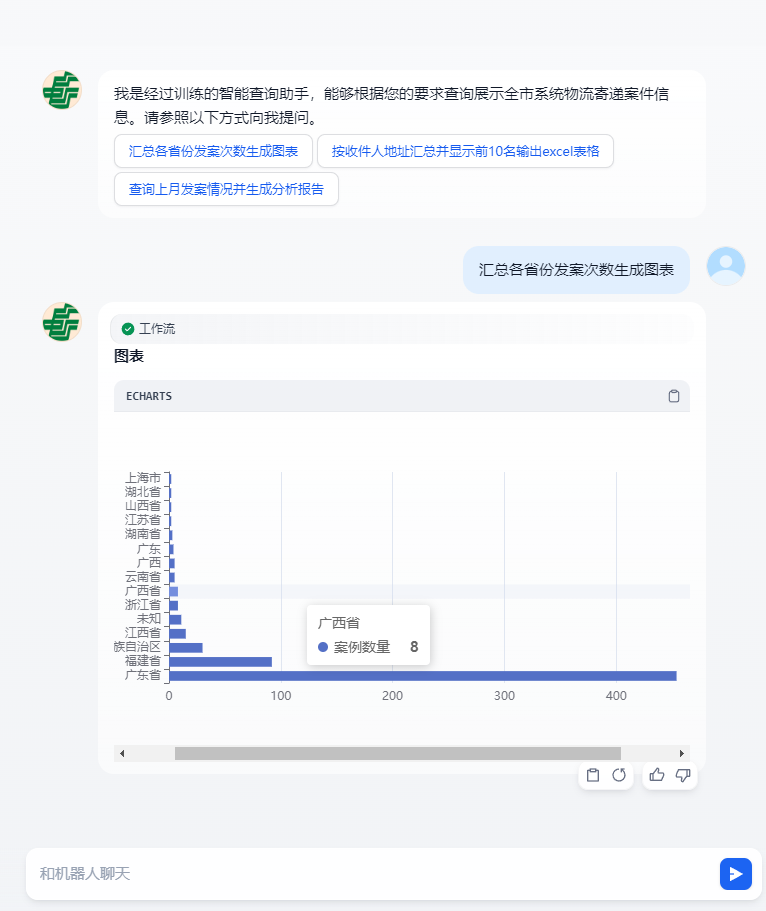 我是经过训练的智能查询助手，能够根据您的要求查询展示全市系统物流寄递案件信
息。请参照以下方式向我提问。
汇总各省份发案次数生成图表
按收件人地址汇总并显示前10名输出excel表格
查询上月发案情况并生成分析报告
汇总各省份发案次数生成图表
工作流
图表
ECHARTS
上海市
湖北省
山西省
江苏省
湖南省
广东
广西
云南省
广西省
浙江省
未知
江西省
族自治区
福建省
广东省
广西省
案例数量 8
0 100 200 300 400
和机器人聊天